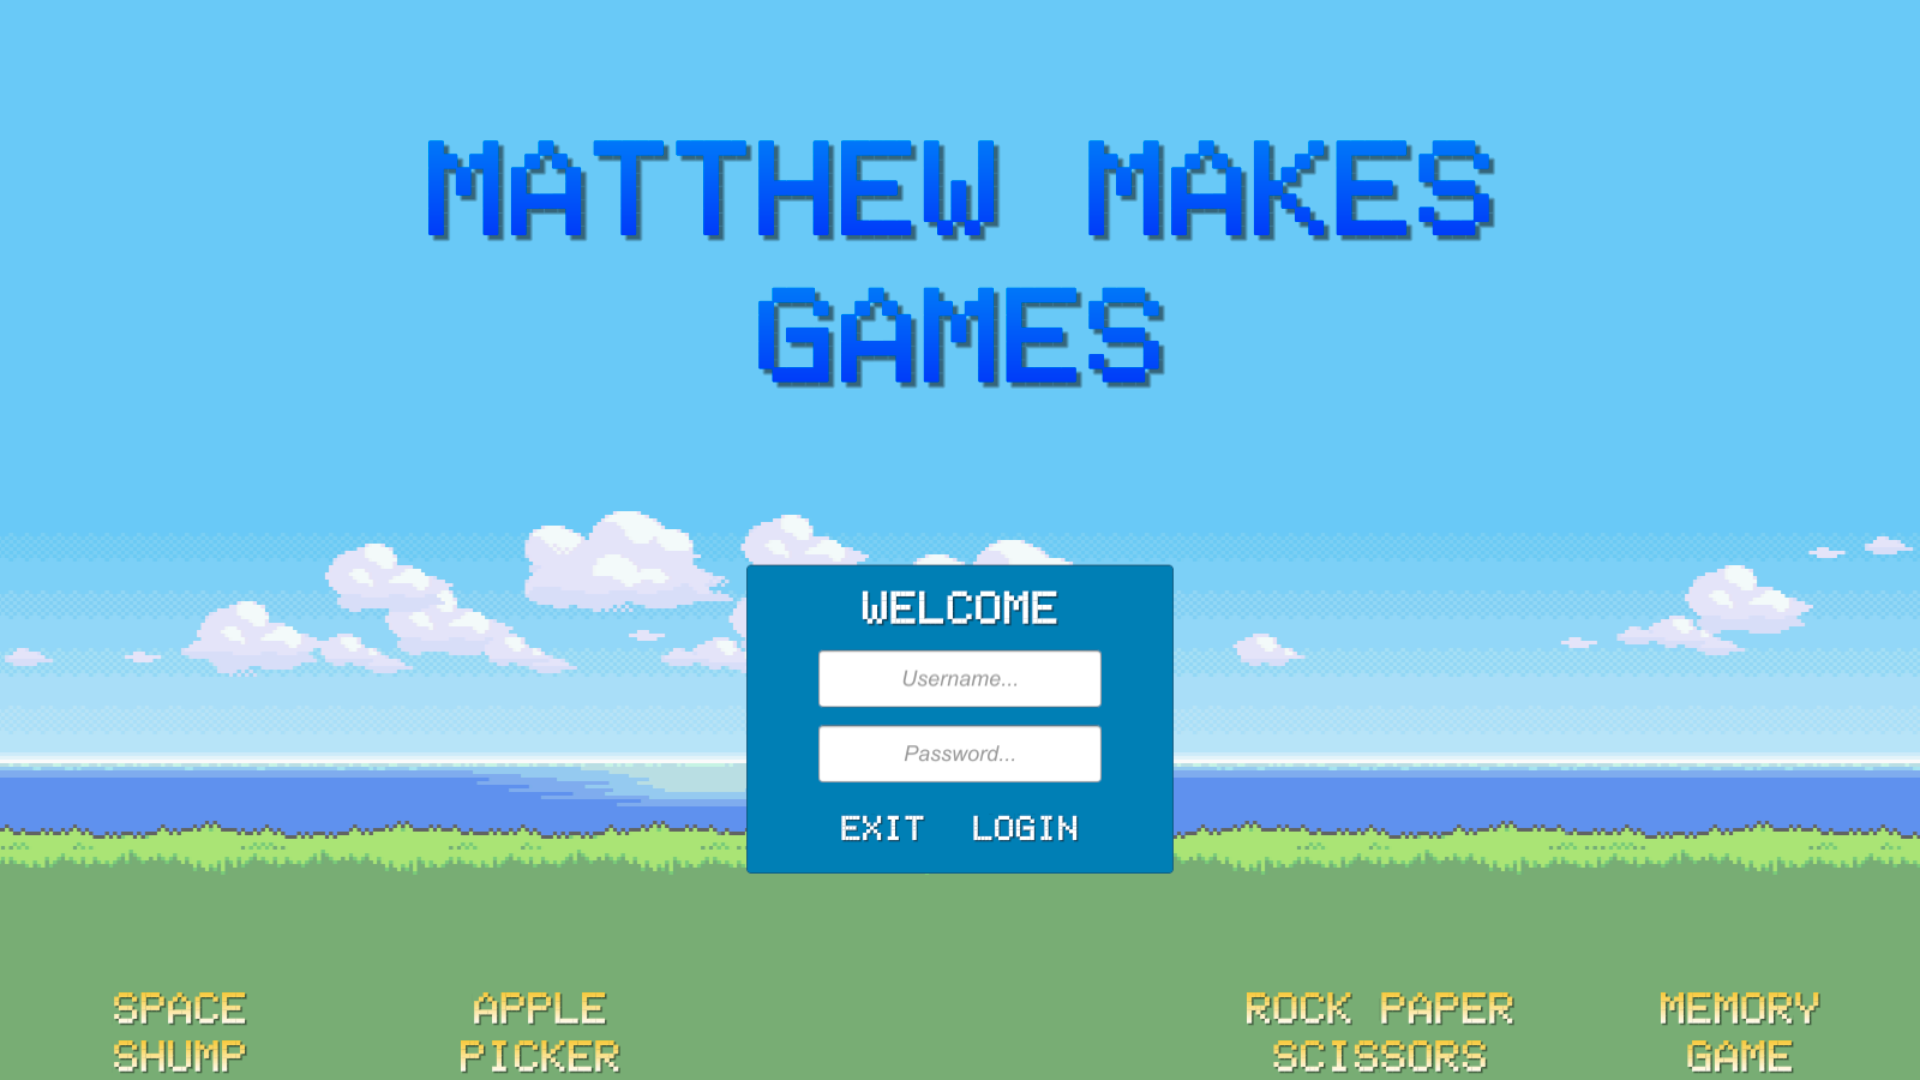 MATTHEW MAKES
GAMES
WELCOME
Username...
Password...
EXIT LOGIN
SPACE
SHUMP
APPLE
PICKER
ROCK PAPER
SCISSORS
MEMORY
GAME